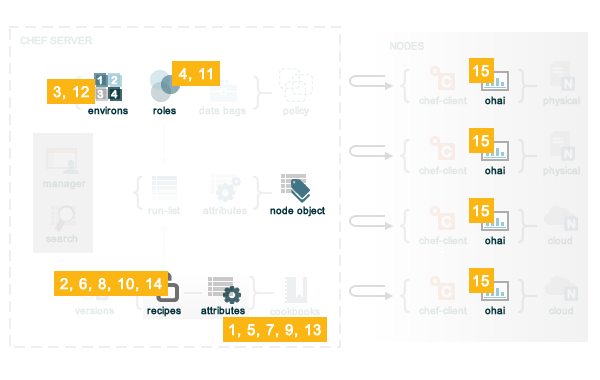 CHEF SERVER
NODES
3, 12
1 2
3 4
environs
4, 11
roles
data bags
policy
15
chef-client
ohai
N
physical
manager
search
run-list
attributes
node object
15
chef-client
ohai
N
physical
15
chef-client
ohai
N
cloud
2, 6, 8, 10, 14
versions
recipes
attributes
cookbooks
1, 5, 7, 9, 13
15
chef-client
ohai
N
cloud